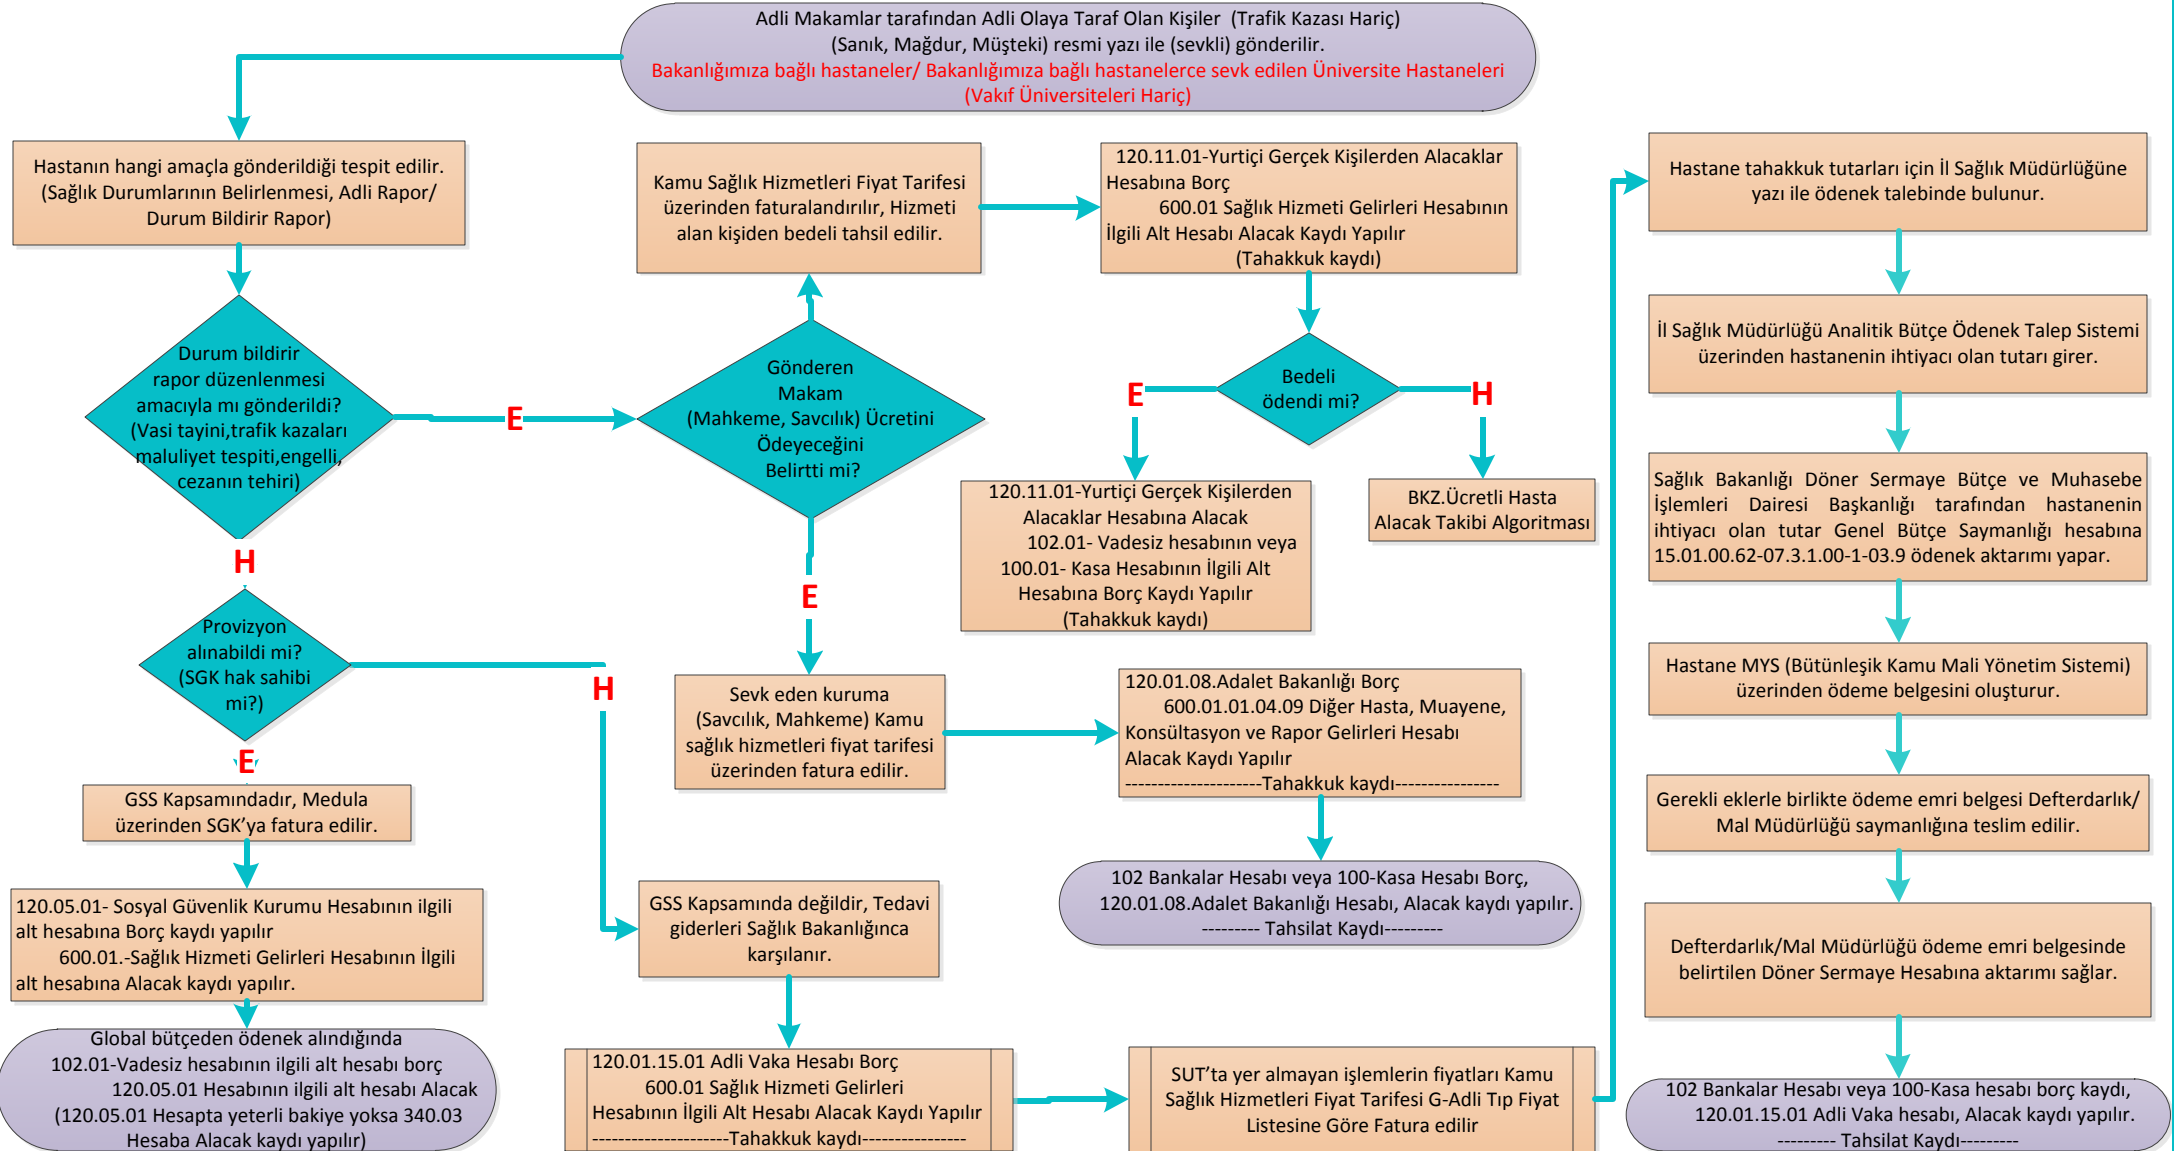 Adli Makamlar tarafından Adli Olaya Taraf Olan Kişiler  (Trafik Kazası Hariç)
(Sanık, Mağdur, Müşteki) resmi yazı ile (sevkli) gönderilir.
Bakanlığımıza bağlı hastaneler/ Bakanlığımıza bağlı hastanelerce sevk edilen Üniversite Hastaneleri
(Vakıf Üniversiteleri Hariç)
Hastanın hangi amaçla gönderildiği tespit edilir.
(Sağlık Durumlarının Belirlenmesi, Adli Rapor/
Durum Bildirir Rapor)
Durum bildirir
rapor düzenlenmesi
amacıyla mı gönderildi?
(Vasi tayini,trafik kazaları
maluliyet tespiti,engelli,
cezanın tehiri)
E
H
Provizyon
alınabildi mi?
(SGK hak sahibi
mi?)
H
E
GSS Kapsamındadır, Medula
üzerinden SGK'ya fatura edilir.
120.05.01- Sosyal Güvenlik Kurumu Hesabının ilgili
alt hesabına Borç kaydı yapılır
600.01.-Sağlık Hizmeti Gelirleri Hesabının İlgili
alt hesabına Alacak kaydı yapılır.
Global bütçeden ödenek alındığında
102.01-Vadesiz hesabının ilgili alt hesabı borç
120.05.01 Hesabının ilgili alt hesabı Alacak
(120.05.01 Hesapta yeterli bakiye yoksa 340.03
Hesaba Alacak kaydı yapılır)
Kamu Sağlık Hizmetleri Fiyat Tarifesi
üzerinden faturalandırılır, Hizmeti
alan kişiden bedeli tahsil edilir.
Gönderen
Makam
(Mahkeme, Savcılık) Ücretini
Ödeyeceğini
Belirtti mi?
E
Sevk eden kuruma
(Savcılık, Mahkeme) Kamu
sağlık hizmetleri fiyat tarifesi
üzerinden fatura edilir.
GSS Kapsamında değildir, Tedavi
giderleri Sağlık Bakanlığınca
karşılanır.
120.01.15.01 Adli Vaka Hesabı Borç
600.01 Sağlık Hizmeti Gelirleri
Hesabının İlgili Alt Hesabı Alacak Kaydı Yapılır
---------------------Tahakkuk kaydı----------------
120.11.01-Yurtiçi Gerçek Kişilerden Alacaklar
Hesabına Borç
600.01 Sağlık Hizmeti Gelirleri Hesabının
İlgili Alt Hesabı Alacak Kaydı Yapılır
(Tahakkuk kaydı)
Bedeli
ödendi mi?
E
H
120.11.01-Yurtiçi Gerçek Kişilerden
Alacaklar Hesabına Alacak
102.01- Vadesiz hesabının veya
100.01- Kasa Hesabının İlgili Alt
Hesabına Borç Kaydı Yapılır
(Tahakkuk kaydı)
BKZ.Ücretli Hasta
Alacak Takibi Algoritması
120.01.08.Adalet Bakanlığı Borç
600.01.01.04.09 Diğer Hasta, Muayene,
Konsültasyon ve Rapor Gelirleri Hesabı
Alacak Kaydı Yapılır
---------------------Tahakkuk kaydı----------------
102 Bankalar Hesabı veya 100-Kasa Hesabı Borç,
120.01.08.Adalet Bakanlığı Hesabı, Alacak kaydı yapılır.
--------- Tahsilat Kaydı---------
SUT'ta yer almayan işlemlerin fiyatları Kamu
Sağlık Hizmetleri Fiyat Tarifesi G-Adli Tıp Fiyat
Listesine Göre Fatura edilir
Hastane tahakkuk tutarları için İl Sağlık Müdürlüğüne
yazı ile ödenek talebinde bulunur.
İl Sağlık Müdürlüğü Analitik Bütçe Ödenek Talep Sistemi
üzerinden hastanenin ihtiyacı olan tutarı girer.
Sağlık Bakanlığı Döner Sermaye Bütçe ve Muhasebe
İşlemleri Dairesi Başkanlığı tarafından hastanenin
ihtiyacı olan tutar Genel Bütçe Saymanlığı hesabına
15.01.00.62-07.3.1.00-1-03.9 ödenek aktarımı yapar.
Hastane MYS (Bütünleşik Kamu Mali Yönetim Sistemi)
üzerinden ödeme belgesini oluşturur.
Gerekli eklerle birlikte ödeme emri belgesi Defterdarlık/
Mal Müdürlüğü saymanlığına teslim edilir.
Defterdarlık/Mal Müdürlüğü ödeme emri belgesinde
belirtilen Döner Sermaye Hesabına aktarımı sağlar.
102 Bankalar Hesabı veya 100-Kasa hesabı borç kaydı,
120.01.15.01 Adli Vaka hesabı, Alacak kaydı yapılır.
--------- Tahsilat Kaydı---------